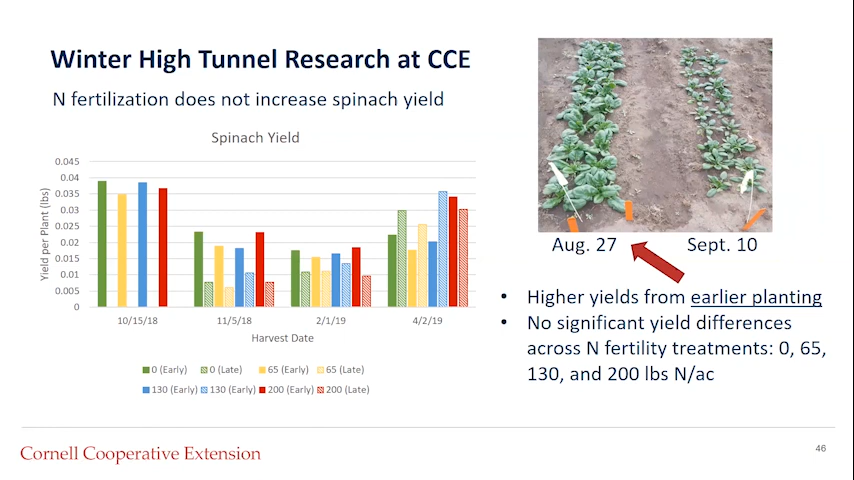 Winter High Tunnel Research at CCE
N fertilization does not increase spinach yield
Spinach Yield
0.045
0.04
0.035
0.03
0.025
0.02
0.015
0.01
0.005
0
Yield per Plant (lbs)
10/15/18 11/5/18 2/1/19 4/2/19
Harvest Date
0 (Early) 0 (Late) 65 (Early) 65 (Late)
130 (Early) 130 (Early) 200 (Early) 200 (Late)
Aug. 27 Sept. 10
• Higher yields from earlier planting
• No significant yield differences
across N fertility treatments: 0, 65,
130, and 200 lbs N/ac
Cornell Cooperative Extension
46